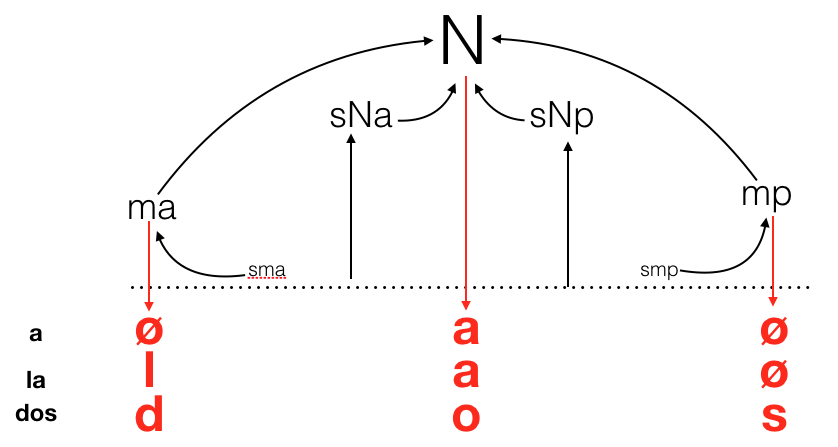 N
sNa sNp
ma mp
sma smp
a ø a ø
la l a ø
dos d o s